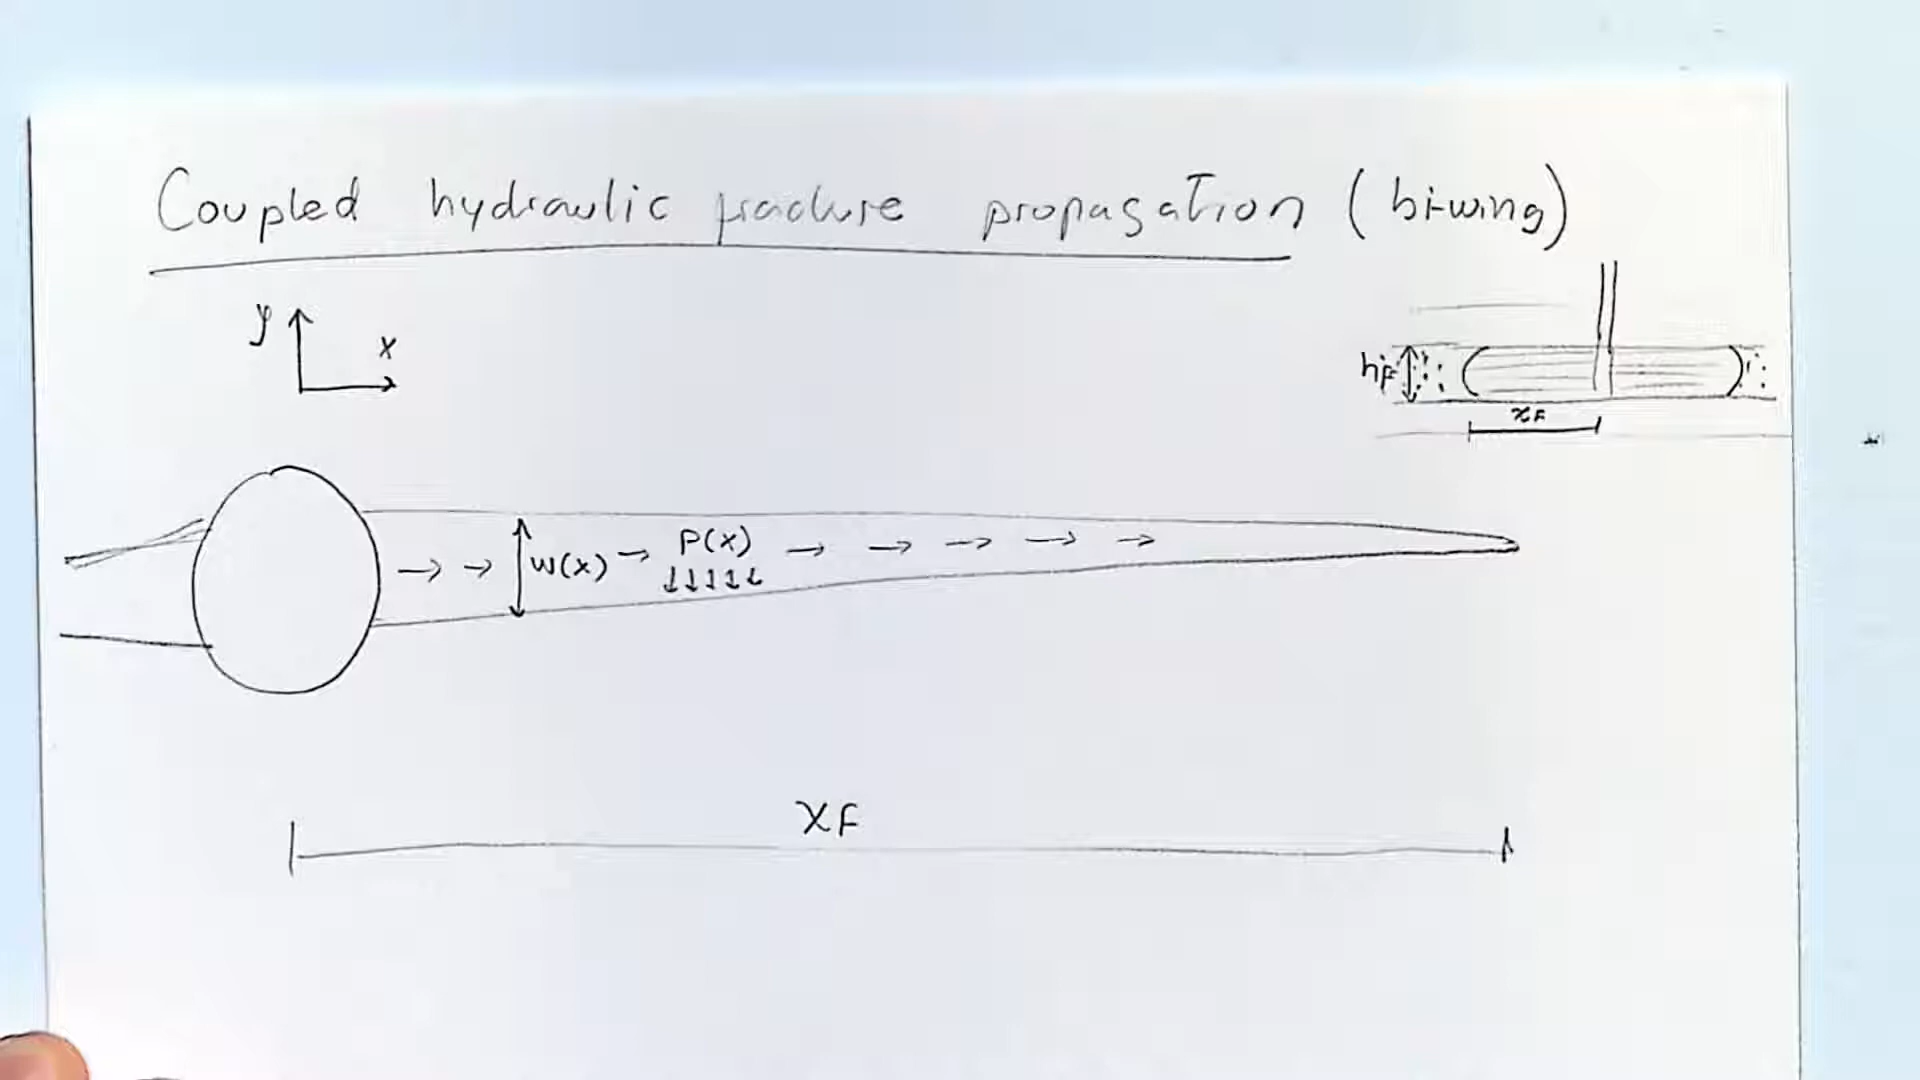 Coupled hydraulic fracture propagation (bi-wing)
y
x
hF
xF
w(x)
P(x)
xF